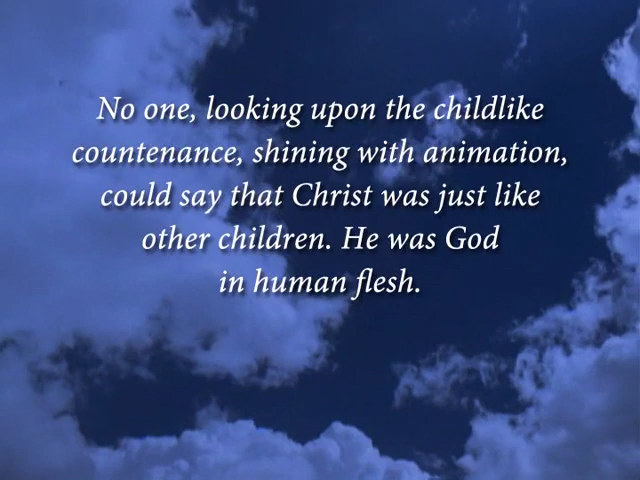 No one, looking upon the childlike
countenance, shining with animation,
could say that Christ was just like
other children. He was God
in human flesh.